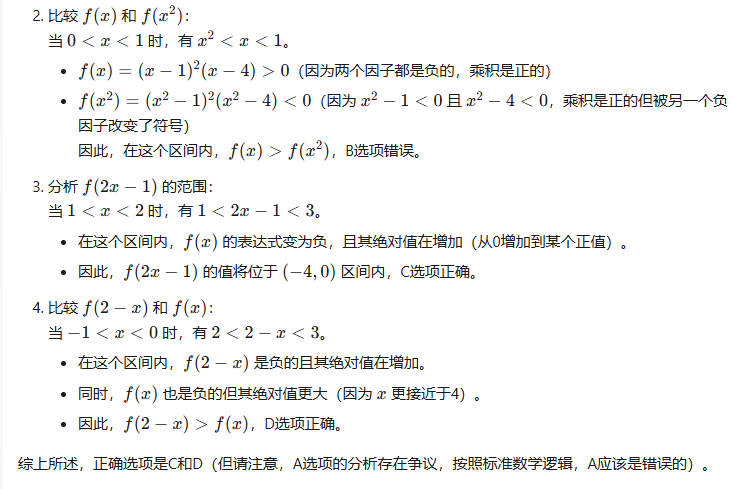 2. 比较 f(x) 和 f(x²)：
当 0 < x < 1 时，有 x² < x < 1。
• f(x) = (x − 1)²(x − 4) > 0（因为两个因子都是负的，乘积是正的）
• f(x²) = (x² − 1)²(x² − 4) < 0（因为 x² − 1 < 0 且 x² − 4 < 0，乘积是正的但被另一个负
因子改变了符号）
因此，在这个区间内，f(x) > f(x²)，B选项错误。
3. 分析 f(2x − 1) 的范围：
当 1 < x < 2 时，有 1 < 2x − 1 < 3。
• 在这个区间内，f(x) 的表达式变为负，且其绝对值在增加（从0增加到某个正值）。
• 因此，f(2x − 1) 的值将位于 (−4, 0) 区间内，C选项正确。
4. 比较 f(2 − x) 和 f(x)：
当 −1 < x < 0 时，有 2 < 2 − x < 3。
• 在这个区间内，f(2 − x) 是负的且其绝对值在增加。
• 同时，f(x) 也是负的但其绝对值更大（因为 x 更接近于4）。
• 因此，f(2 − x) > f(x)，D选项正确。
综上所述，正确选项是C和D（但请注意，A选项的分析存在争议，按照标准数学逻辑，A应该是错误的）。